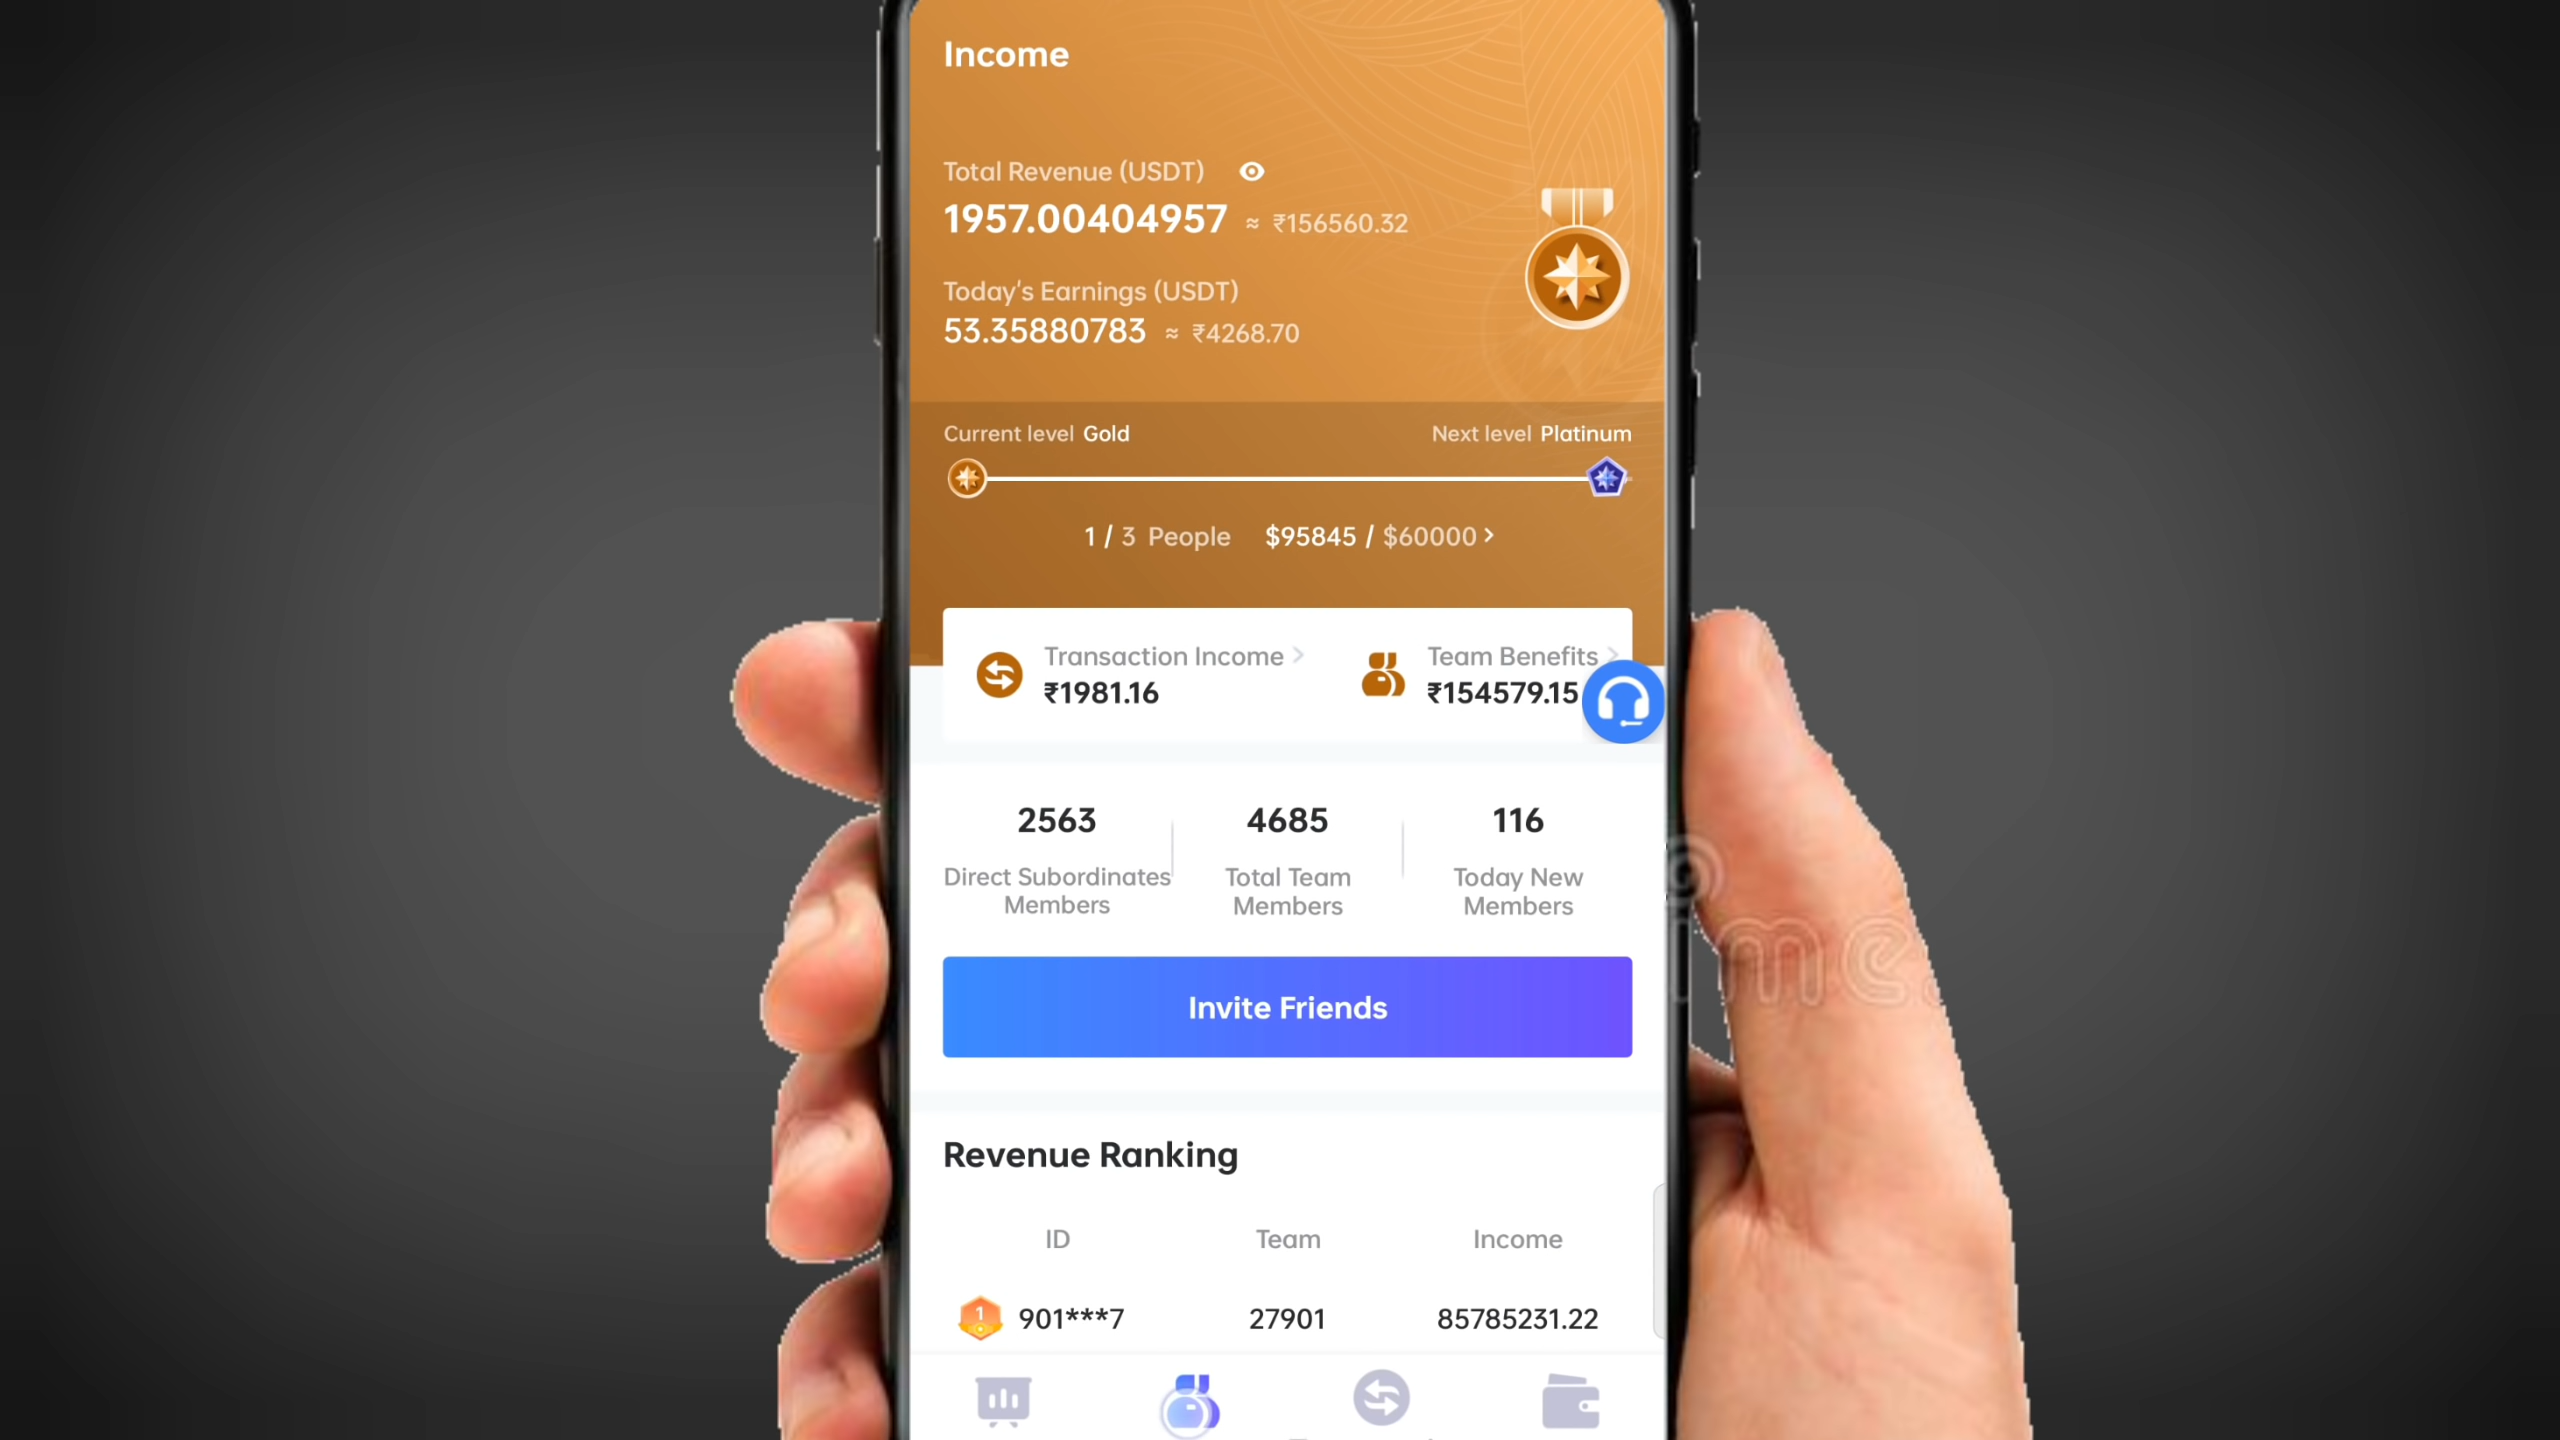 Income
Total Revenue (USDT)
1957.00404957 ≈ ₹156560.32
Today's Earnings (USDT)
53.35880783 ≈ ₹4268.70
Current level Gold
Next level Platinum
1 / 3 People $95845 / $60000 >
Transaction Income >
₹1981.16
Team Benefits >
₹154579.15
2563
Direct Subordinates
Members
4685
Total Team
Members
116
Today New
Members
Invite Friends
Revenue Ranking
ID Team Income
1 901***7 27901 85785231.22